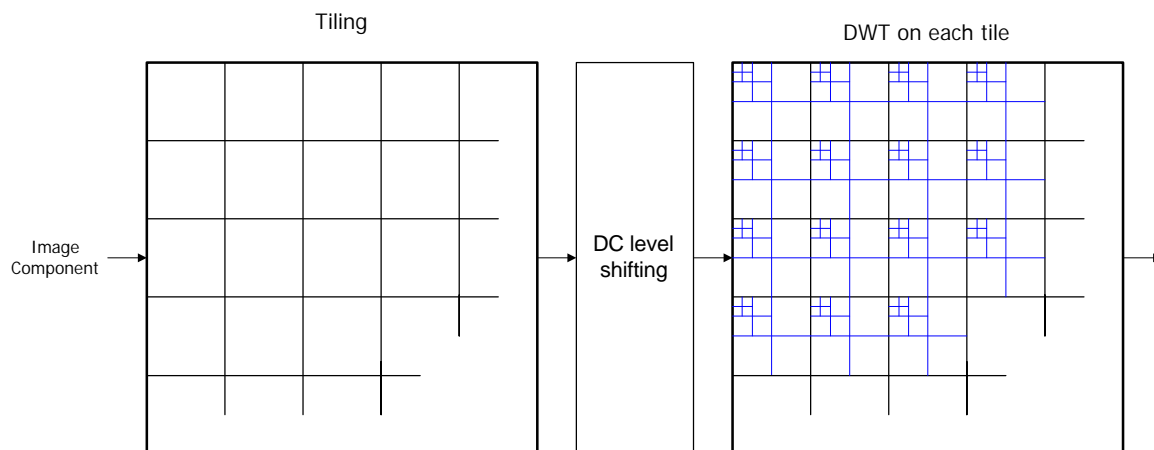 Tiling
DWT on each tile
Image
Component
DC level
shifting